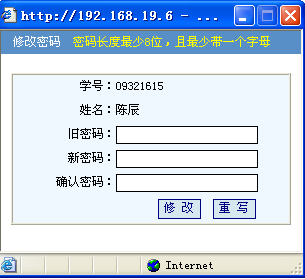 http://192.168.19.6 - ...
修改密码 密码长度最少8位，且最少带一个字母
学号：09321615
姓名：陈辰
旧密码：
新密码：
确认密码：
修 改 重 写
Internet